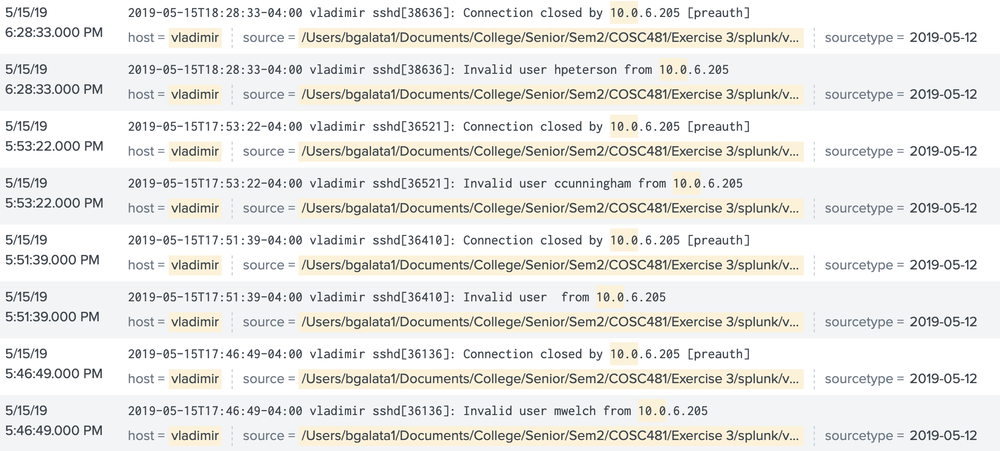 5/15/19 2019-05-15T18:28:33-04:00 vladimir sshd[38636]: Connection closed by 10.0.6.205 [preauth]
6:28:33.000 PM host = vladimir source = /Users/bgalata1/Documents/College/Senior/Sem2/COSC481/Exercise 3/splunk/v... sourcetype = 2019-05-12
5/15/19 2019-05-15T18:28:33-04:00 vladimir sshd[38636]: Invalid user hpeterson from 10.0.6.205
6:28:33.000 PM host = vladimir source = /Users/bgalata1/Documents/College/Senior/Sem2/COSC481/Exercise 3/splunk/v... sourcetype = 2019-05-12
5/15/19 2019-05-15T17:53:22-04:00 vladimir sshd[36521]: Connection closed by 10.0.6.205 [preauth]
5:53:22.000 PM host = vladimir source = /Users/bgalata1/Documents/College/Senior/Sem2/COSC481/Exercise 3/splunk/v... sourcetype = 2019-05-12
5/15/19 2019-05-15T17:53:22-04:00 vladimir sshd[36521]: Invalid user ccunningham from 10.0.6.205
5:53:22.000 PM host = vladimir source = /Users/bgalata1/Documents/College/Senior/Sem2/COSC481/Exercise 3/splunk/v... sourcetype = 2019-05-12
5/15/19 2019-05-15T17:51:39-04:00 vladimir sshd[36410]: Connection closed by 10.0.6.205 [preauth]
5:51:39.000 PM host = vladimir source = /Users/bgalata1/Documents/College/Senior/Sem2/COSC481/Exercise 3/splunk/v... sourcetype = 2019-05-12
5/15/19 2019-05-15T17:51:39-04:00 vladimir sshd[36410]: Invalid user  from 10.0.6.205
5:51:39.000 PM host = vladimir source = /Users/bgalata1/Documents/College/Senior/Sem2/COSC481/Exercise 3/splunk/v... sourcetype = 2019-05-12
5/15/19 2019-05-15T17:46:49-04:00 vladimir sshd[36136]: Connection closed by 10.0.6.205 [preauth]
5:46:49.000 PM host = vladimir source = /Users/bgalata1/Documents/College/Senior/Sem2/COSC481/Exercise 3/splunk/v... sourcetype = 2019-05-12
5/15/19 2019-05-15T17:46:49-04:00 vladimir sshd[36136]: Invalid user mwelch from 10.0.6.205
5:46:49.000 PM host = vladimir source = /Users/bgalata1/Documents/College/Senior/Sem2/COSC481/Exercise 3/splunk/v... sourcetype = 2019-05-12